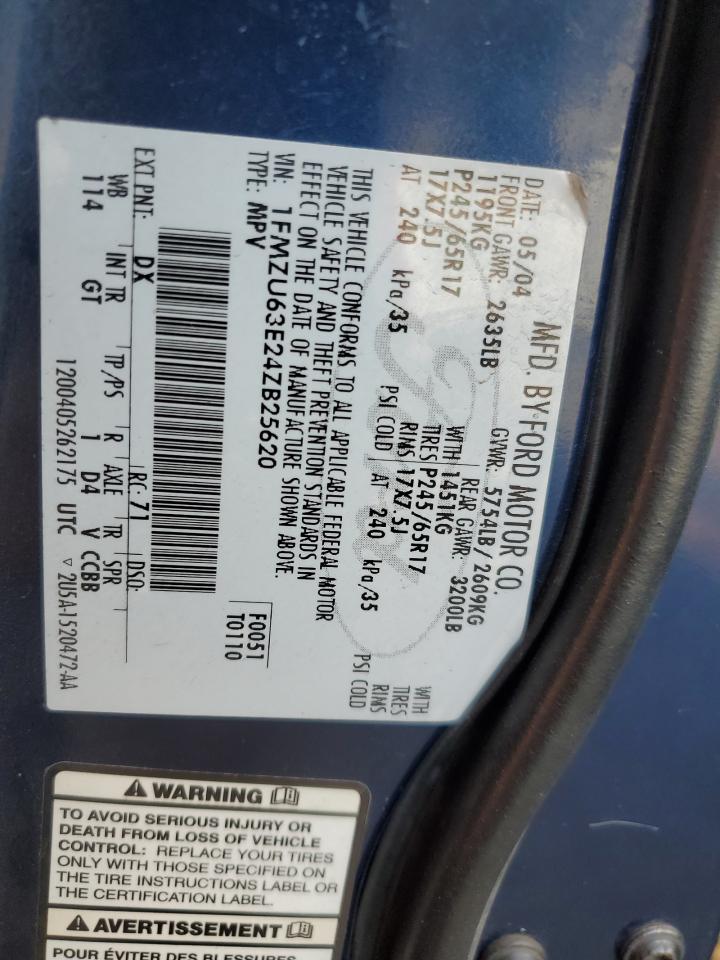 MFD. BY FORD MOTOR CO.
DATE: 05/04 GVWR: 5754LB/2609KG
FRONT GAWR: 2635LB REAR GAWR: 3200LB
1195KG WITH 1451KG WITH
P245/65R17 TIRES P245/65R17 TIRES
17X7.5J RIMS 17X7.5J RIMS
AT 240 kPa/35 PSI COLD AT 240 kPa/35 PSI COLD
THIS VEHICLE CONFORMS TO ALL APPLICABLE FEDERAL MOTOR
VEHICLE SAFETY AND THEFT PREVENTION STANDARDS IN
EFFECT ON THE DATE OF MANUFACTURE SHOWN ABOVE.
VIN: 1FMZU63E24ZB25620
TYPE: MPV
F0051
T0110
EXT PNT: DX RC: 71 DSO:
WB INT TR TP/PS R AXLE TR SPR
114 GT 1 D4 V CCBB
1200405262175 UTC ▽ 2U5A-1520472-AA
WARNING
TO AVOID SERIOUS INJURY OR
DEATH FROM LOSS OF VEHICLE
CONTROL: REPLACE YOUR TIRES
ONLY WITH THOSE SPECIFIED ON
THE TIRE INSTRUCTIONS LABEL OR
THE CERTIFICATION LABEL.
AVERTISSEMENT
POUR ÉVITER DES BLESSURES